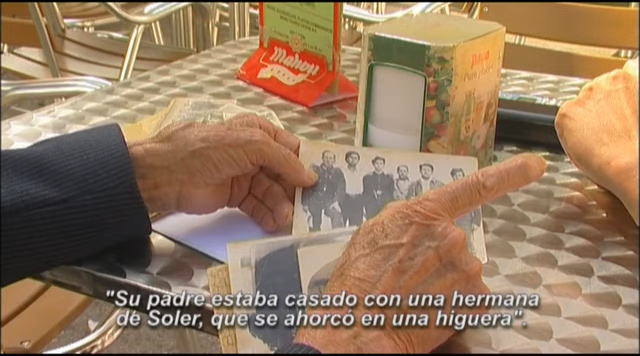 Mahou
"Su padre estaba casado con una hermana
de Soler, que se ahorcó en una higuera".